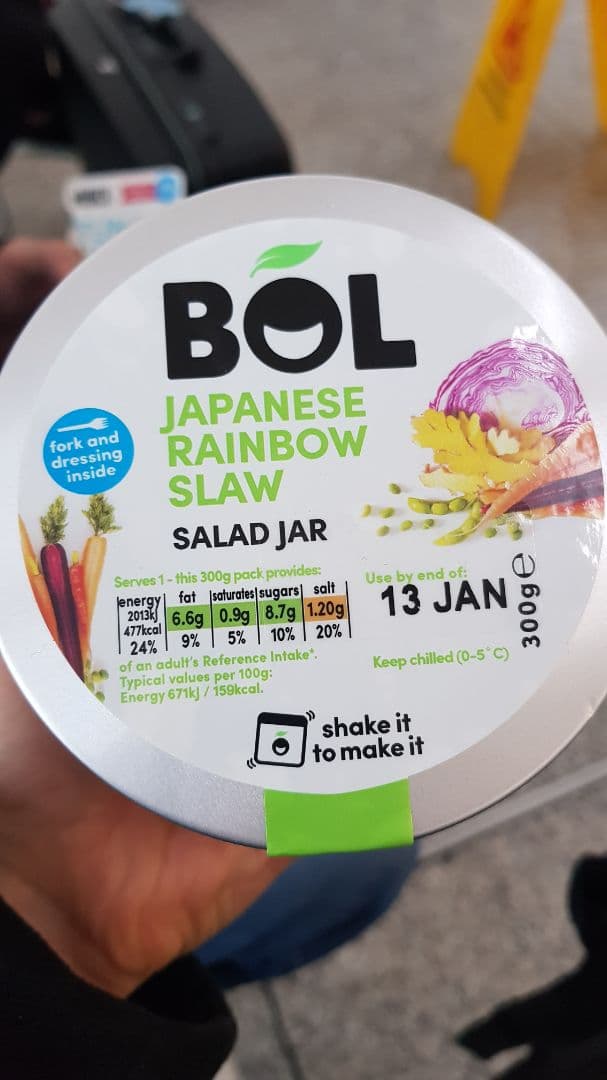 BOL
JAPANESE
RAINBOW
SLAW
SALAD JAR
fork and
dressing
inside
Serves 1 - this 300g pack provides:
energy 2013kJ 477kcal 24%
fat 6.6g 9%
saturates 0.9g 5%
sugars 8.7g 10%
salt 1.20g 20%
of an adult's Reference Intake*.
Typical values per 100g:
Energy 671kJ / 159kcal.
Use by end of:
13 JAN
Keep chilled (0-5°C)
300g e
shake it
to make it